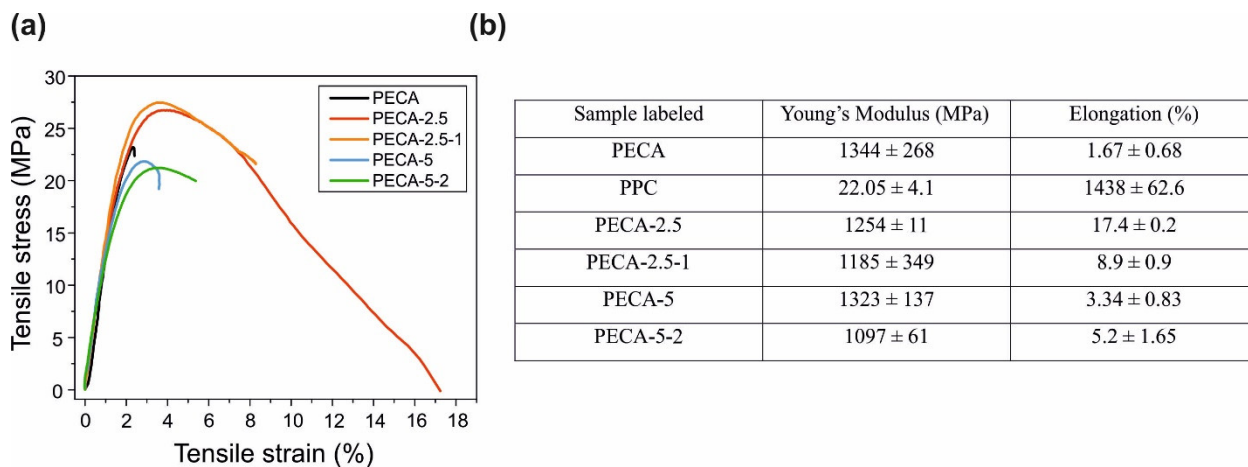 (a)
(b)
Tensile stress (MPa)
30
25
20
15
10
5
0
PECA
PECA-2.5
PECA-2.5-1
PECA-5
PECA-5-2
0 2 4 6 8 10 12 14 16 18
Tensile strain (%)
Sample labeled Young's Modulus (MPa) Elongation (%)
PECA 1344 ± 268 1.67 ± 0.68
PPC 22.05 ± 4.1 1438 ± 62.6
PECA-2.5 1254 ± 11 17.4 ± 0.2
PECA-2.5-1 1185 ± 349 8.9 ± 0.9
PECA-5 1323 ± 137 3.34 ± 0.83
PECA-5-2 1097 ± 61 5.2 ± 1.65